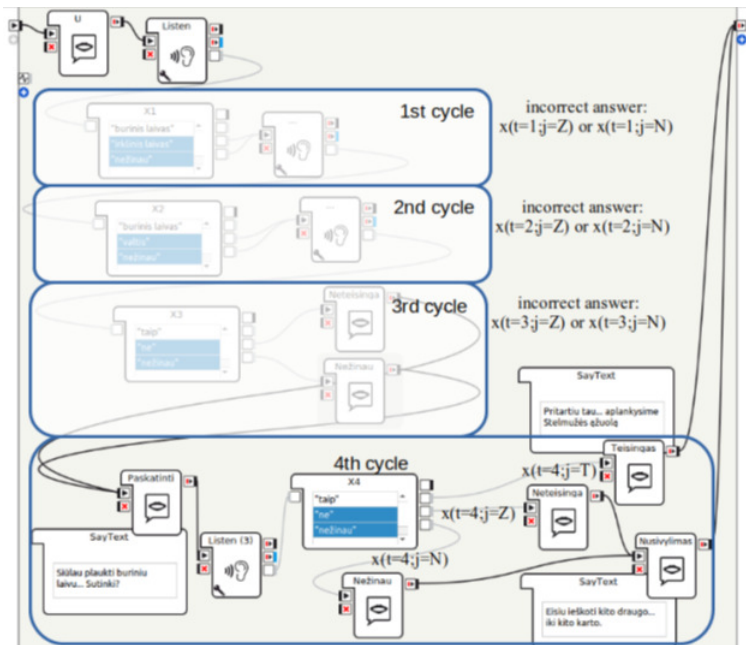 U
Listen
X1
"burinis laivas"
"irklinis laivas"
"nežinau"
...
1st cycle
incorrect answer:
x(t=1;j=Z) or x(t=1;j=N)
X2
"burinis laivas"
"valtis"
"nežinau"
...
2nd cycle
incorrect answer:
x(t=2;j=Z) or x(t=2;j=N)
X3
"taip"
"ne"
"nežinau"
Neteisinga
Nežinau
3rd cycle
incorrect answer:
x(t=3;j=Z) or x(t=3;j=N)
SayText
Pritartiu tau... aplankysime
Stelmužės ąžuolą
4th cycle
Paskatinti
SayText
Siūlau plaukti buriniu
laivu... Sutinki?
Listen (3)
X4
"taip"
"ne"
"nežinau"
x(t=4;j=T)
Teisingas
x(t=4;j=Z)
Neteisinga
x(t=4;j=N)
Nežinau
Nusivylimas
SayText
Eisiu ieškoti kito draugo...
iki kito karto.